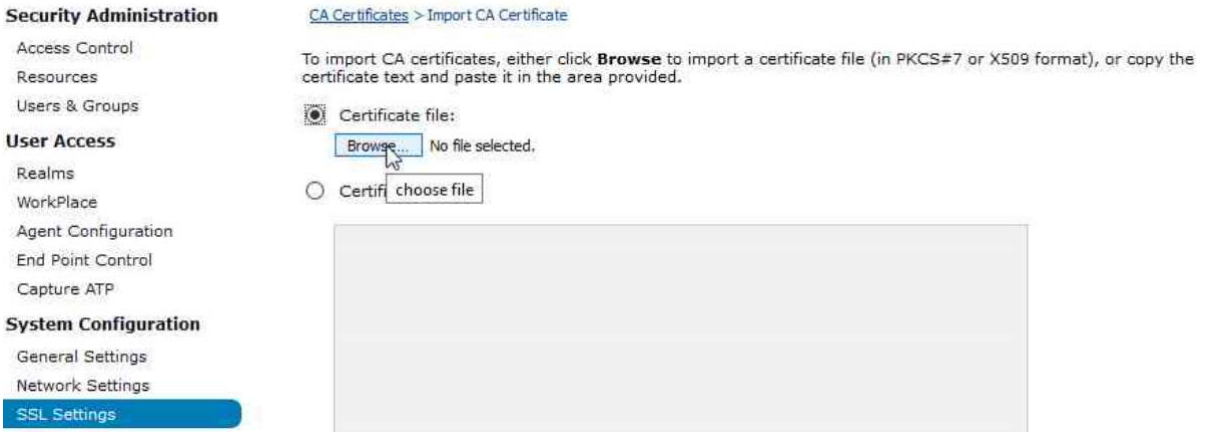 Security Administration
Access Control
Resources
Users & Groups
User Access
Realms
WorkPlace
Agent Configuration
End Point Control
Capture ATP
System Configuration
General Settings
Network Settings
SSL Settings
CA Certificates > Import CA Certificate
To import CA certificates, either click Browse to import a certificate file (in PKCS#7 or X509 format), or copy the
certificate text and paste it in the area provided.
Certificate file:
Browse... No file selected.
choose file